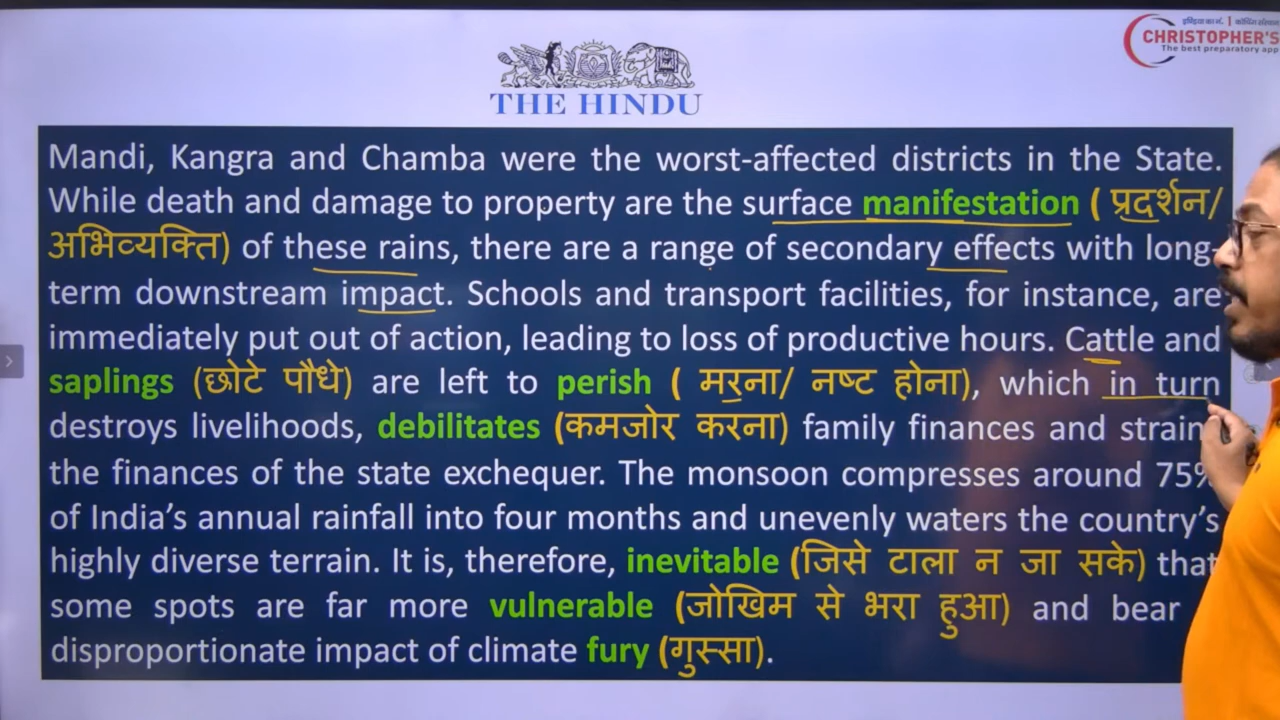 इंडिया का नं. 1 कोचिंग संस्थान
CHRISTOPHER'S
The best preparatory app
THE HINDU
Mandi, Kangra and Chamba were the worst-affected districts in the State.
While death and damage to property are the surface manifestation ( प्रदर्शन/
अभिव्यक्ति) of these rains, there are a range of secondary effects with long-
term downstream impact. Schools and transport facilities, for instance, are
immediately put out of action, leading to loss of productive hours. Cattle and
saplings (छोटे पौधे) are left to perish ( मरना/ नष्ट होना), which in turn
destroys livelihoods, debilitates (कमजोर करना) family finances and strain
the finances of the state exchequer. The monsoon compresses around 75%
of India's annual rainfall into four months and unevenly waters the country's
highly diverse terrain. It is, therefore, inevitable (जिसे टाला न जा सके) that
some spots are far more vulnerable (जोखिम से भरा हुआ) and bear
disproportionate impact of climate fury (गुस्सा).